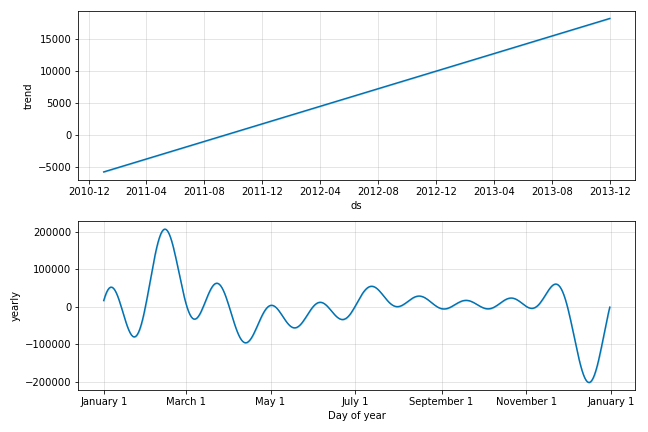 trend
15000
10000
5000
0
−5000
2010-12 2011-04 2011-08 2011-12 2012-04 2012-08 2012-12 2013-04 2013-08 2013-12
ds
yearly
200000
100000
0
−100000
−200000
January 1 March 1 May 1 July 1 September 1 November 1 January 1
Day of year